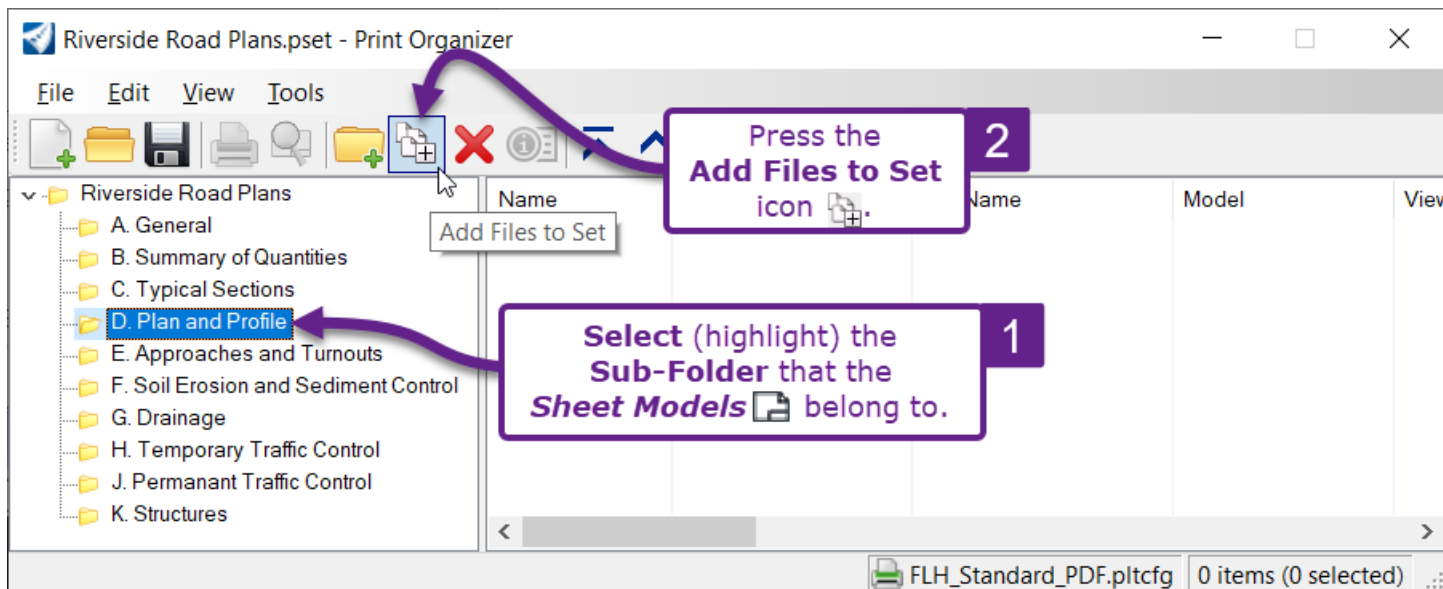 Riverside Road Plans.pset - Print Organizer
File Edit View Tools
Press the
Add Files to Set
icon .
2
Riverside Road Plans
Name
Name
Model
View
A. General
Add Files to Set
B. Summary of Quantities
C. Typical Sections
D. Plan and Profile
E. Approaches and Turnouts
F. Soil Erosion and Sediment Control
G. Drainage
H. Temporary Traffic Control
J. Permanant Traffic Control
K. Structures
Select (highlight) the
Sub-Folder that the
Sheet Models belong to.
1
FLH_Standard_PDF.pltcfg
0 items (0 selected)